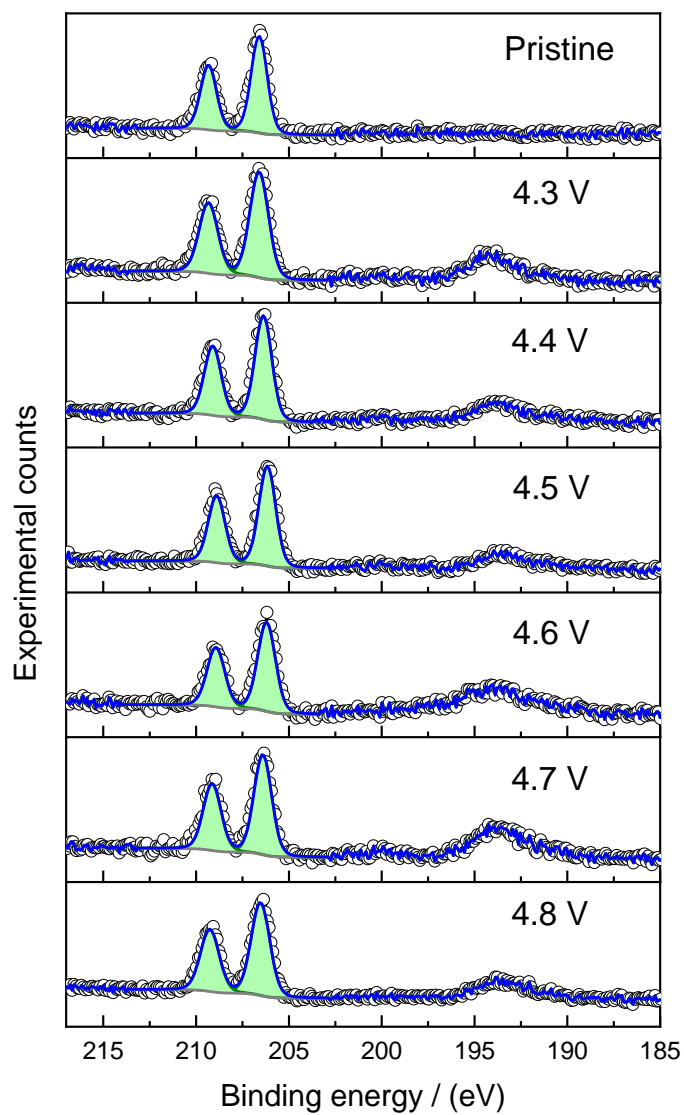 Pristine
4.3 V
4.4 V
4.5 V
4.6 V
4.7 V
4.8 V
Experimental counts
215 210 205 200 195 190 185
Binding energy / (eV)